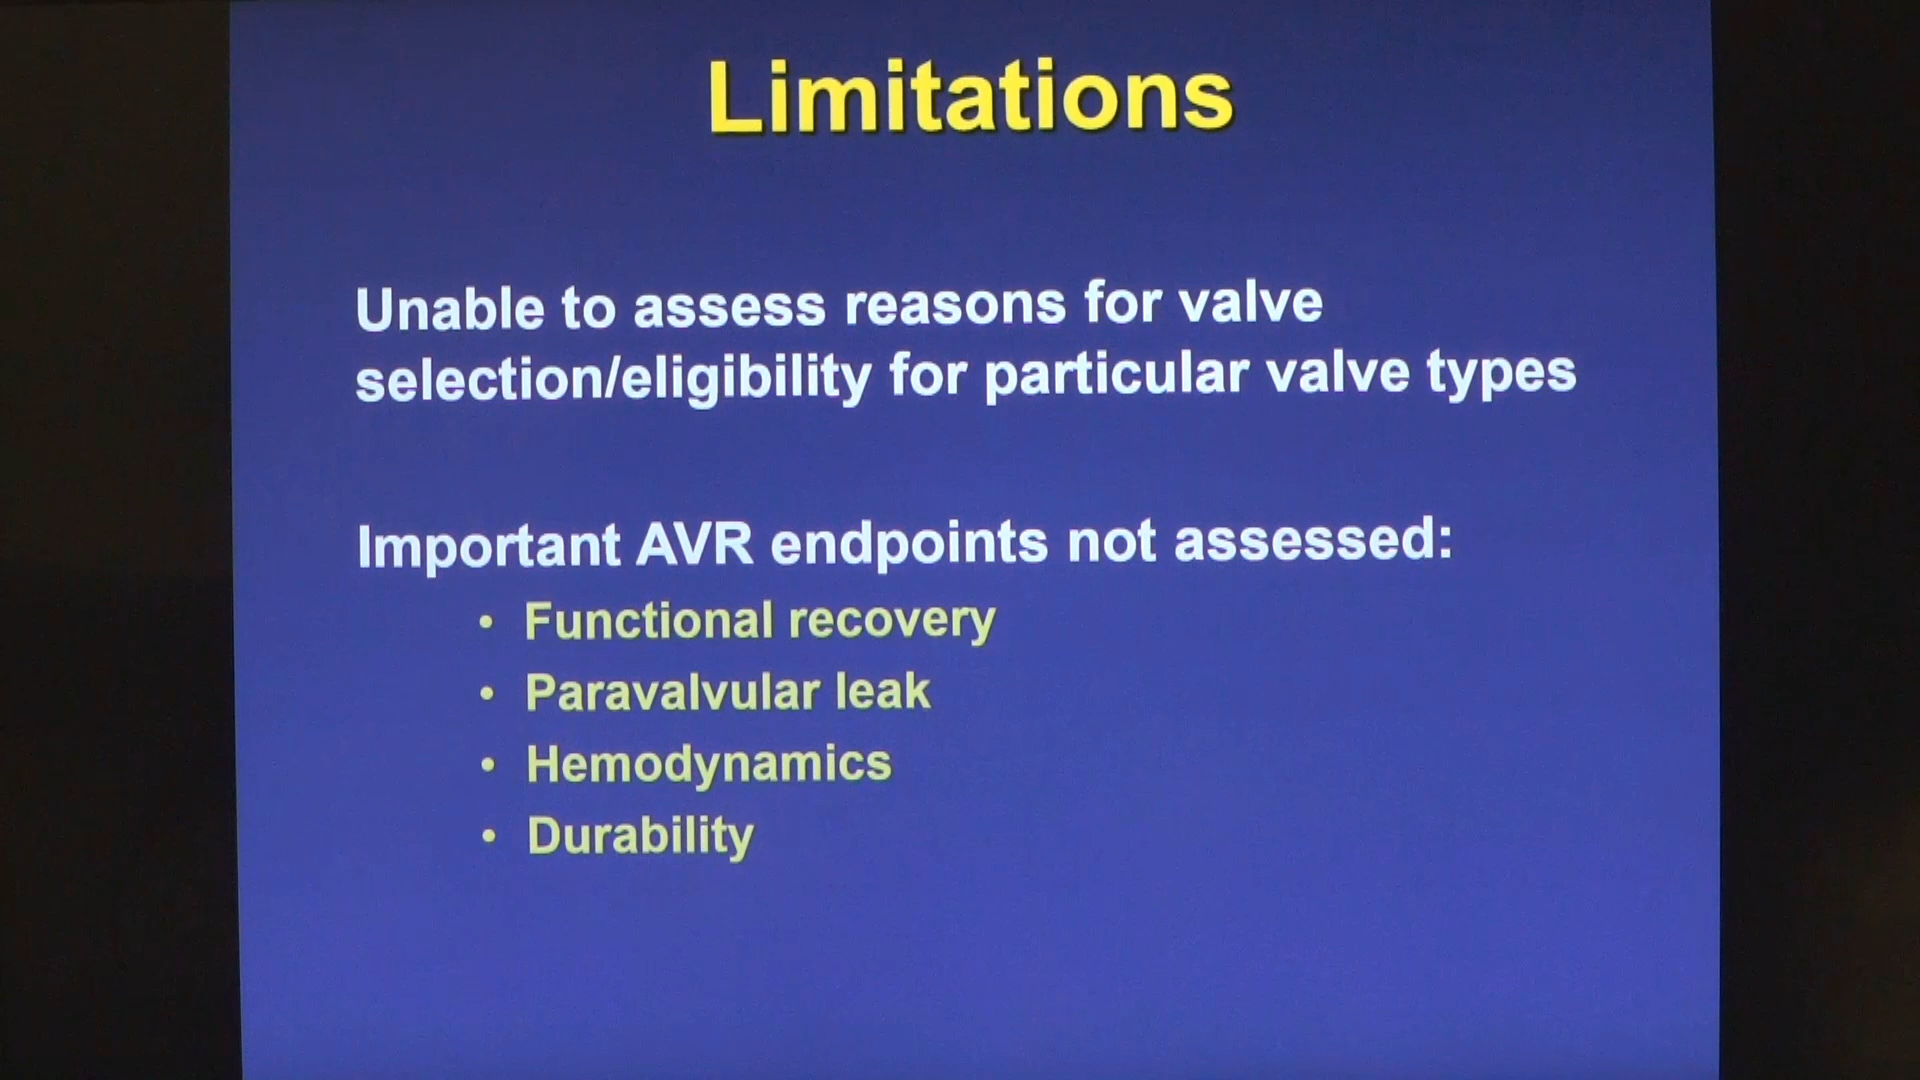 Limitations
Unable to assess reasons for valve
selection/eligibility for particular valve types
Important AVR endpoints not assessed:
• Functional recovery
• Paravalvular leak
• Hemodynamics
• Durability